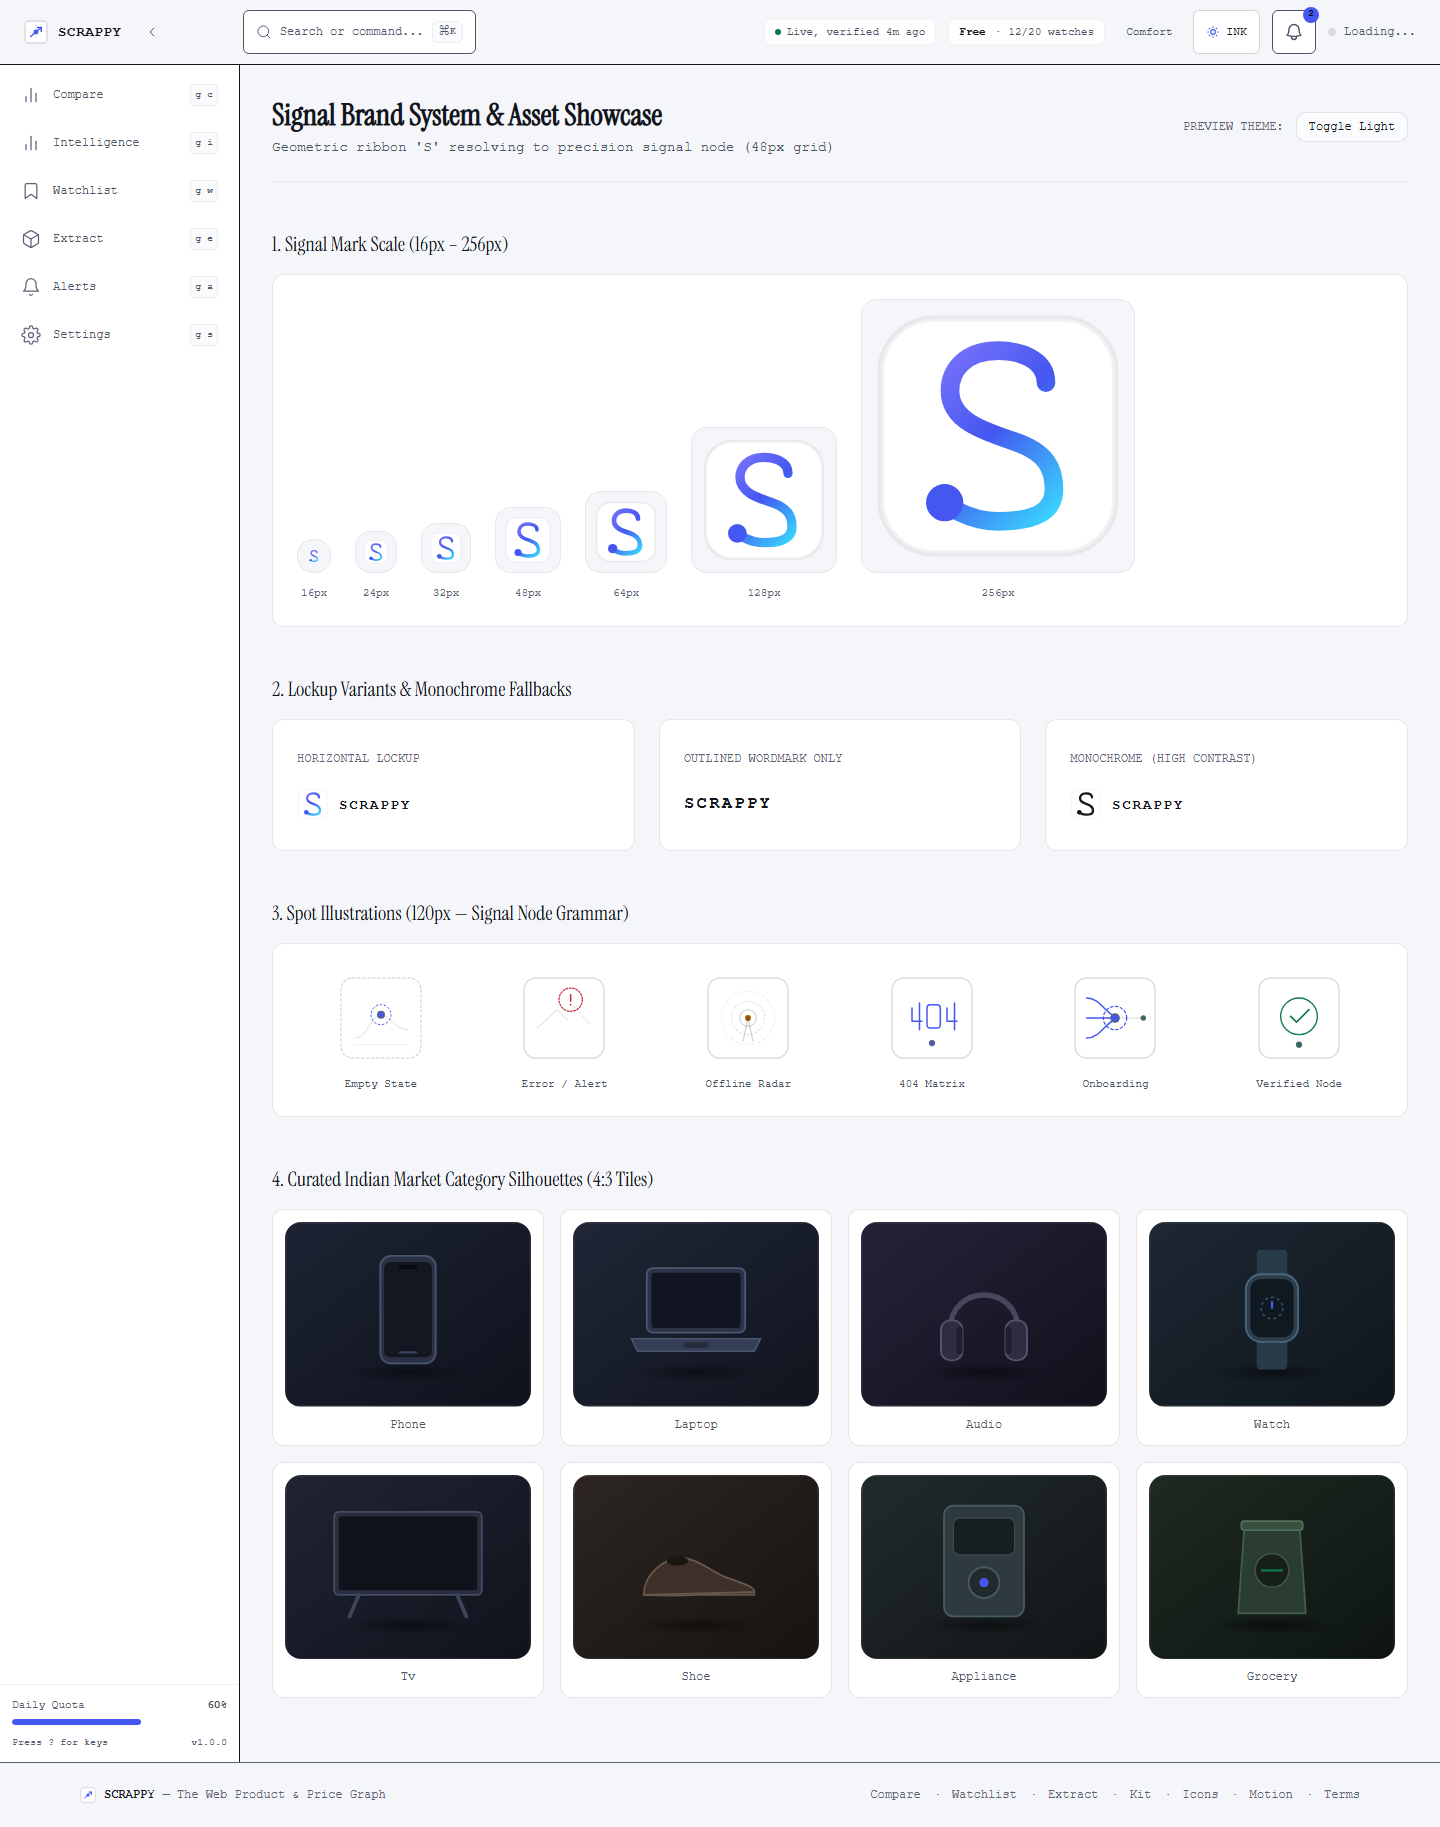 SCRAPPY
Search or command... ⌘K
Live, verified 4m ago
Free · 12/20 watches
Comfort
INK
2
Loading...
Compare g c
Intelligence g i
Watchlist g w
Extract g e
Alerts g a
Settings g s
Signal Brand System & Asset Showcase
Geometric ribbon 'S' resolving to precision signal node (48px grid)
PREVIEW THEME: Toggle Light
1. Signal Mark Scale (16px – 256px)
16px 24px 32px 48px 64px 128px 256px
2. Lockup Variants & Monochrome Fallbacks
HORIZONTAL LOCKUP
SCRAPPY
OUTLINED WORDMARK ONLY
SCRAPPY
MONOCHROME (HIGH CONTRAST)
SCRAPPY
3. Spot Illustrations (120px — Signal Node Grammar)
404
Empty State
Error / Alert
Offline Radar
404 Matrix
Onboarding
Verified Node
4. Curated Indian Market Category Silhouettes (4:3 Tiles)
Phone
Laptop
Audio
Watch
Tv
Shoe
Appliance
Grocery
Daily Quota 60%
Press ? for keys v1.0.0
SCRAPPY — The Web Product & Price Graph
Compare · Watchlist · Extract · Kit · Icons · Motion · Terms